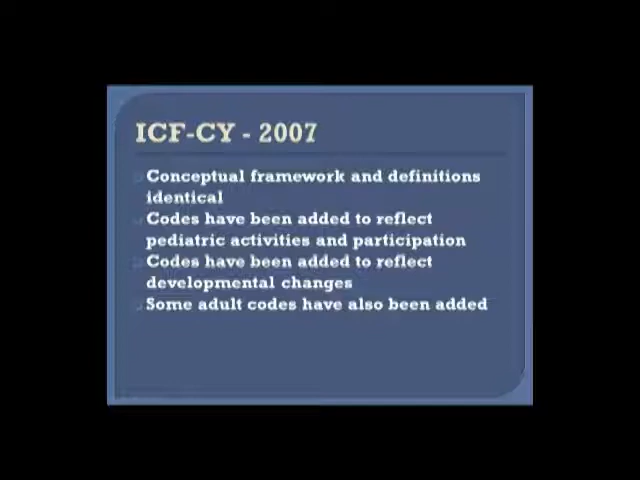 ICF-CY - 2007
Conceptual framework and definitions
identical
Codes have been added to reflect
pediatric activities and participation
Codes have been added to reflect
developmental changes
Some adult codes have also been added